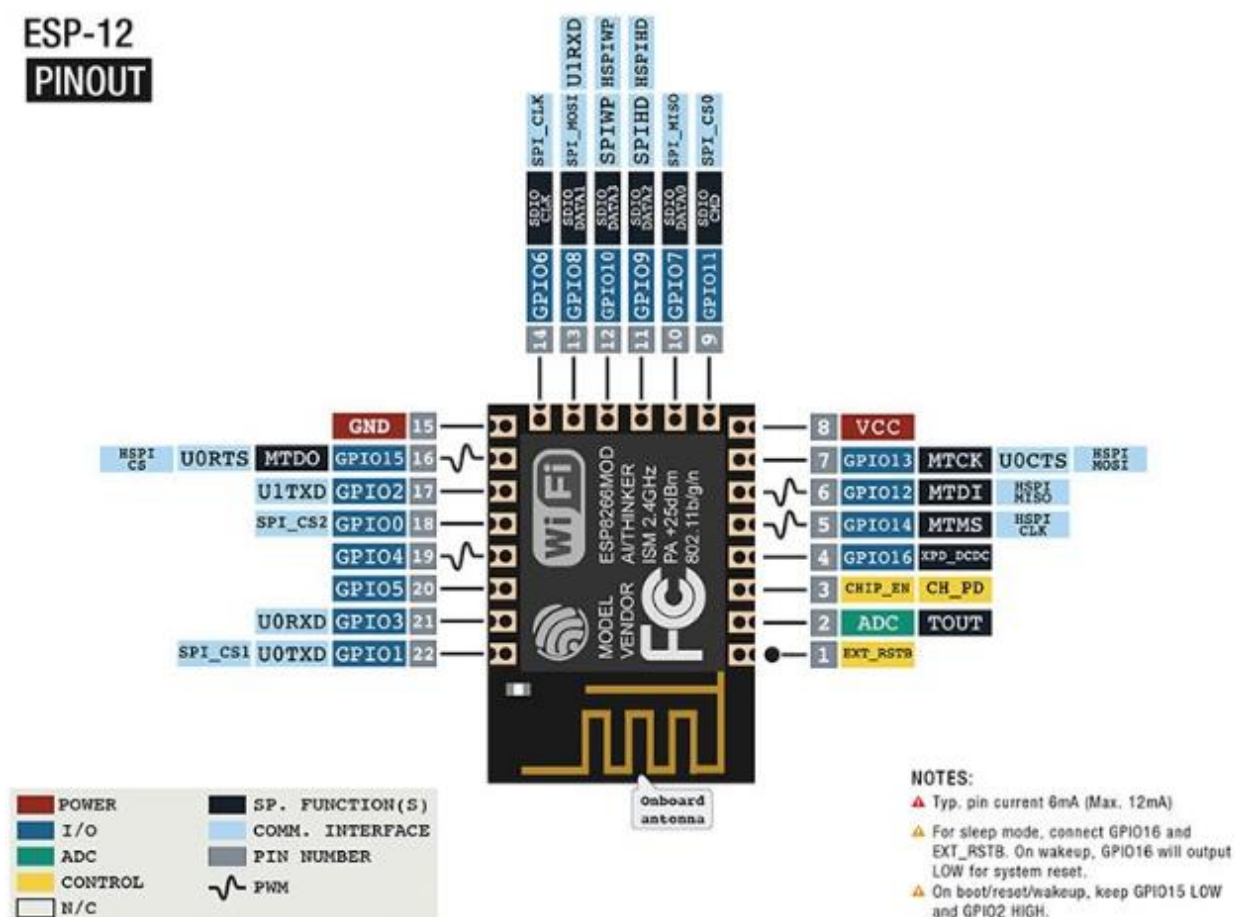 ESP-12
PINOUT
SPI_CLK
SDIO CLK
GPIO6
14
U1RXD
SPI_MOSI
SDIO DATA1
GPIO8
13
HSPIWP
SPIWP
SDIO DATA3
GPIO10
12
HSPIHD
SPIHD
SDIO DATA2
GPIO9
11
SPI_MISO
SDIO DATA0
GPIO7
10
SPI_CS0
SDIO CMD
GPIO11
9
GND 15
HSPI CS U0RTS MTDO GPIO15 16
U1TXD GPIO2 17
SPI_CS2 GPIO0 18
GPIO4 19
GPIO5 20
U0RXD GPIO3 21
SPI_CS1 U0TXD GPIO1 22
WiFi
MODEL ESP8266MOD
VENDOR AI/THINKER
ISM 2.4GHz
PA +25dBm
802.11b/g/n
FC
8 VCC
7 GPIO13 MTCK U0CTS HSPI MOSI
6 GPIO12 MTDI HSPI MISO
5 GPIO14 MTMS HSPI CLK
4 GPIO16 XPD_DCDC
3 CHIP_EN CH_PD
2 ADC TOUT
1 EXT_RSTB
Onboard
antonna
POWER
I/O
ADC
CONTROL
N/C
SP. FUNCTION(S)
COMM. INTERFACE
PIN NUMBER
PWM
NOTES:
Typ. pin current 6mA (Max. 12mA)
For sleep mode, connect GPIO16 and
EXT_RSTB. On wakeup, GPIO16 will output
LOW for system reset.
On boot/reset/wakeup, keep GPIO15 LOW
and GPIO2 HIGH.